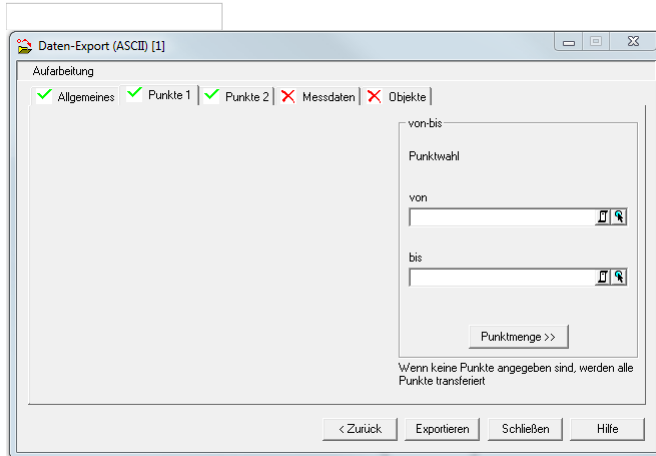 Daten-Export (ASCII) [1]
Aufarbeitung
Allgemeines Punkte 1 Punkte 2 Messdaten Objekte
von-bis
Punktwahl
von
bis
Punktmenge >>
Wenn keine Punkte angegeben sind, werden alle
Punkte transferiert
< Zurück Exportieren Schließen Hilfe